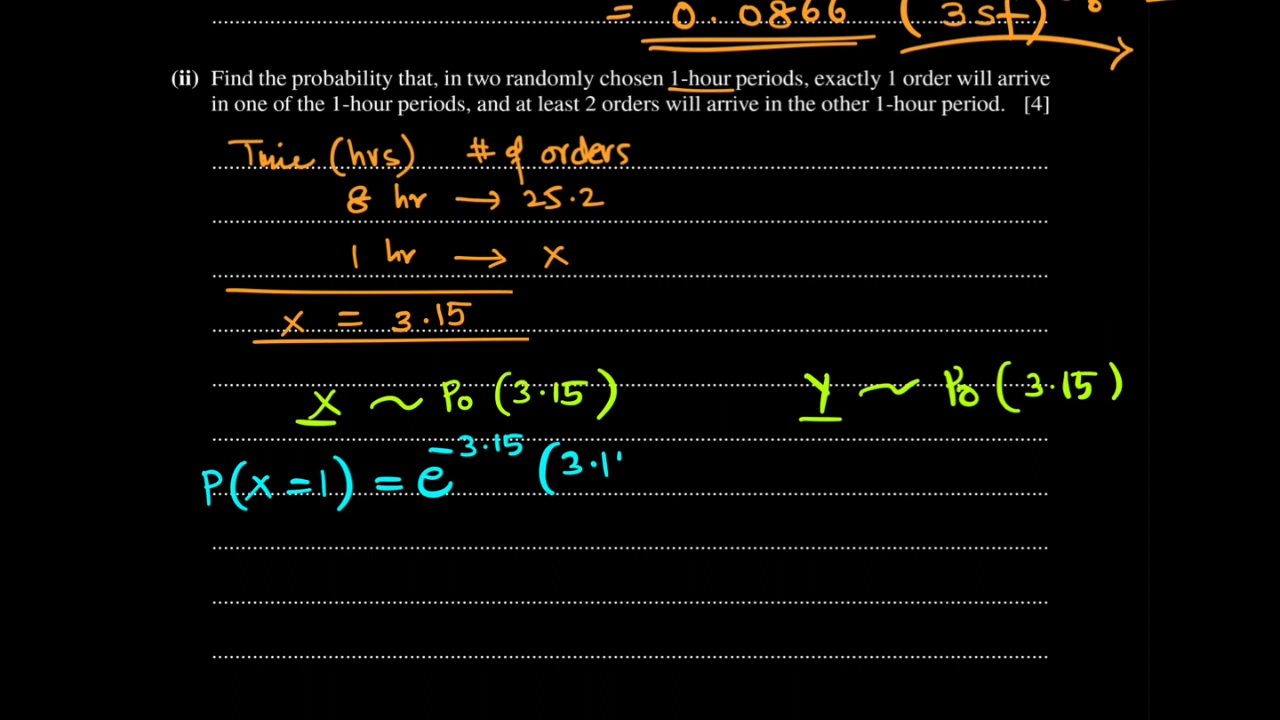 = 0.0866 (3sf)
(ii) Find the probability that, in two randomly chosen 1-hour periods, exactly 1 order will arrive
in one of the 1-hour periods, and at least 2 orders will arrive in the other 1-hour period. [4]
Time (hrs) # of orders
8 hr → 25.2
1 hr → x
x = 3.15
X ~ Po (3.15) Y ~ Po (3.15)
P(x=1) = e^-3.15 (3.1